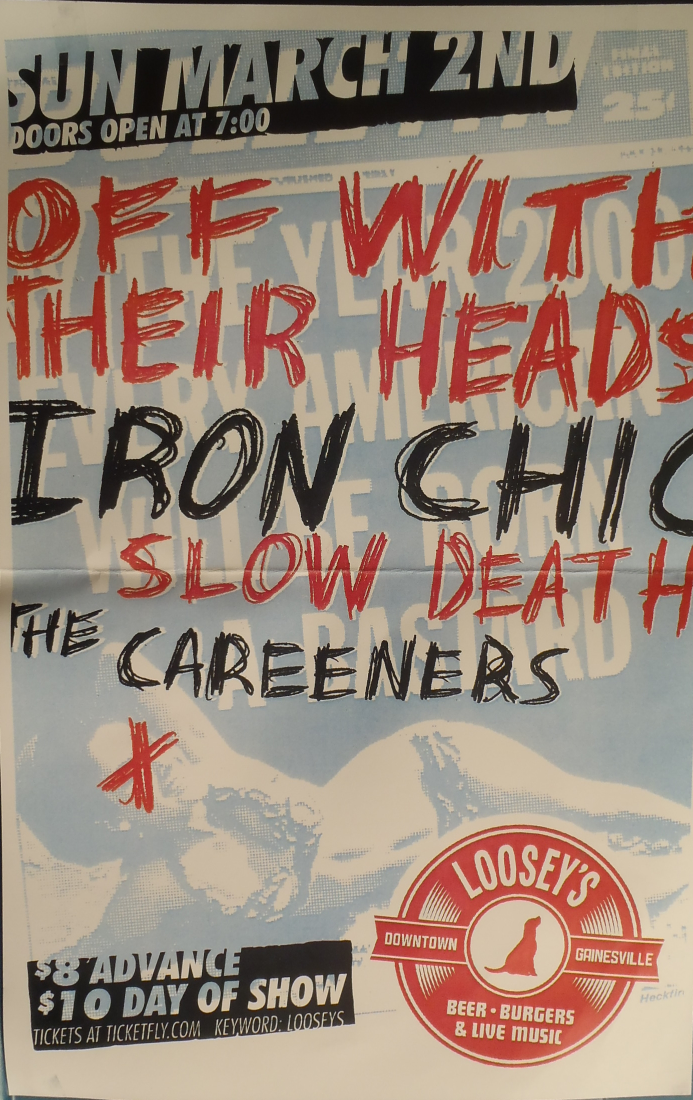 SUN MARCH 2ND
DOORS OPEN AT 7:00
FINAL
EDITION
25¢
OFF WITH
THEIR HEADS
BY THE YEAR 2000
EVERY AMERICAN
WILL BE BORN
A BASTARD
IRON CHIC
SLOW DEATH
THE CAREENERS
LOOSEY'S
DOWNTOWN
GAINESVILLE
BEER • BURGERS
& LIVE MUSIC
$8 ADVANCE
$10 DAY OF SHOW
TICKETS AT TICKETFLY.COM KEYWORD: LOOSEYS